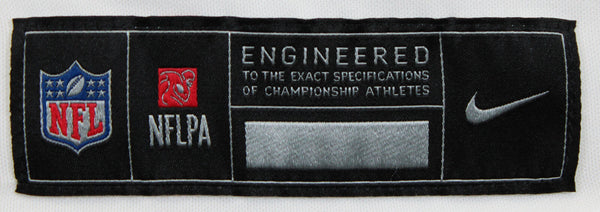 NFL
NFLPA
ENGINEERED
TO THE EXACT SPECIFICATIONS
OF CHAMPIONSHIP ATHLETES